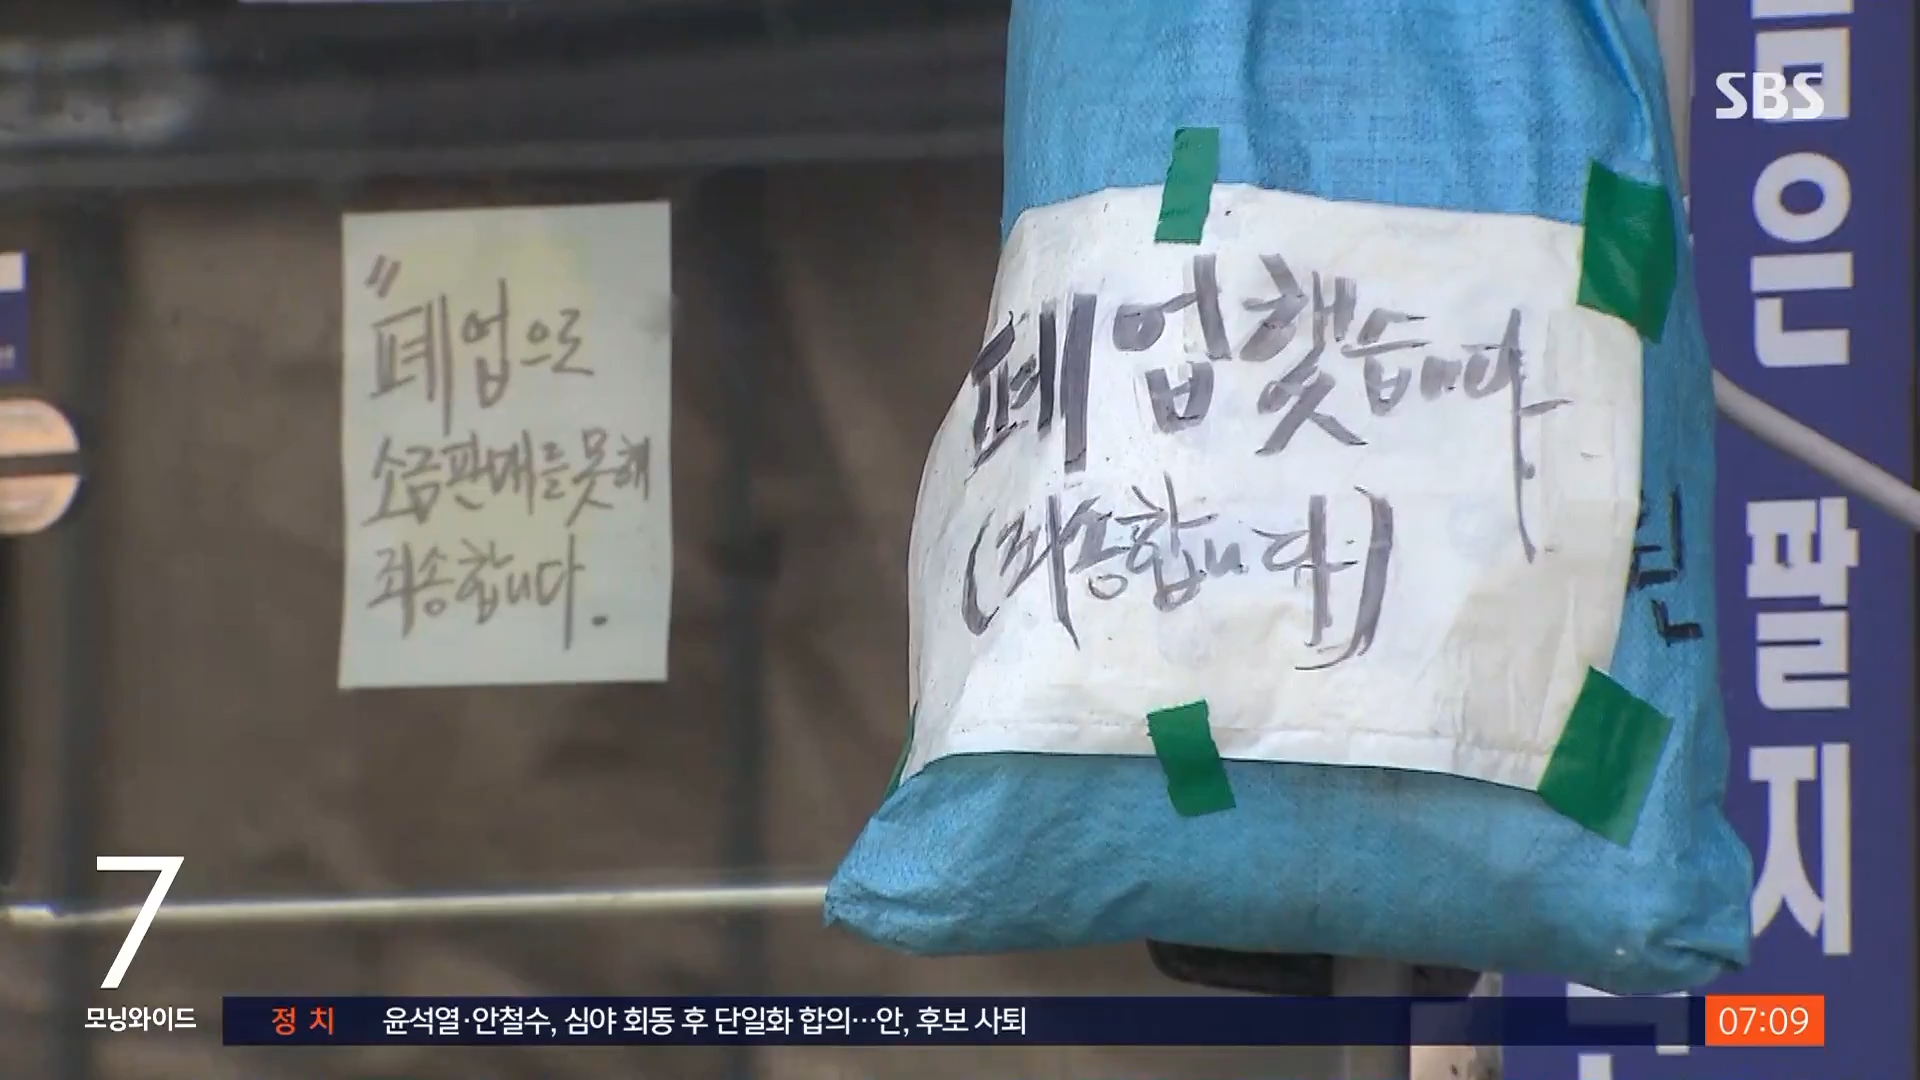 SBS
"폐업으로
소금판매를 못해
죄송합니다.
폐업했습니다
(죄송합니다)
은 팔지
7
모닝와이드
정치 윤석열·안철수, 심야 회동 후 단일화 합의…안, 후보 사퇴
07:09